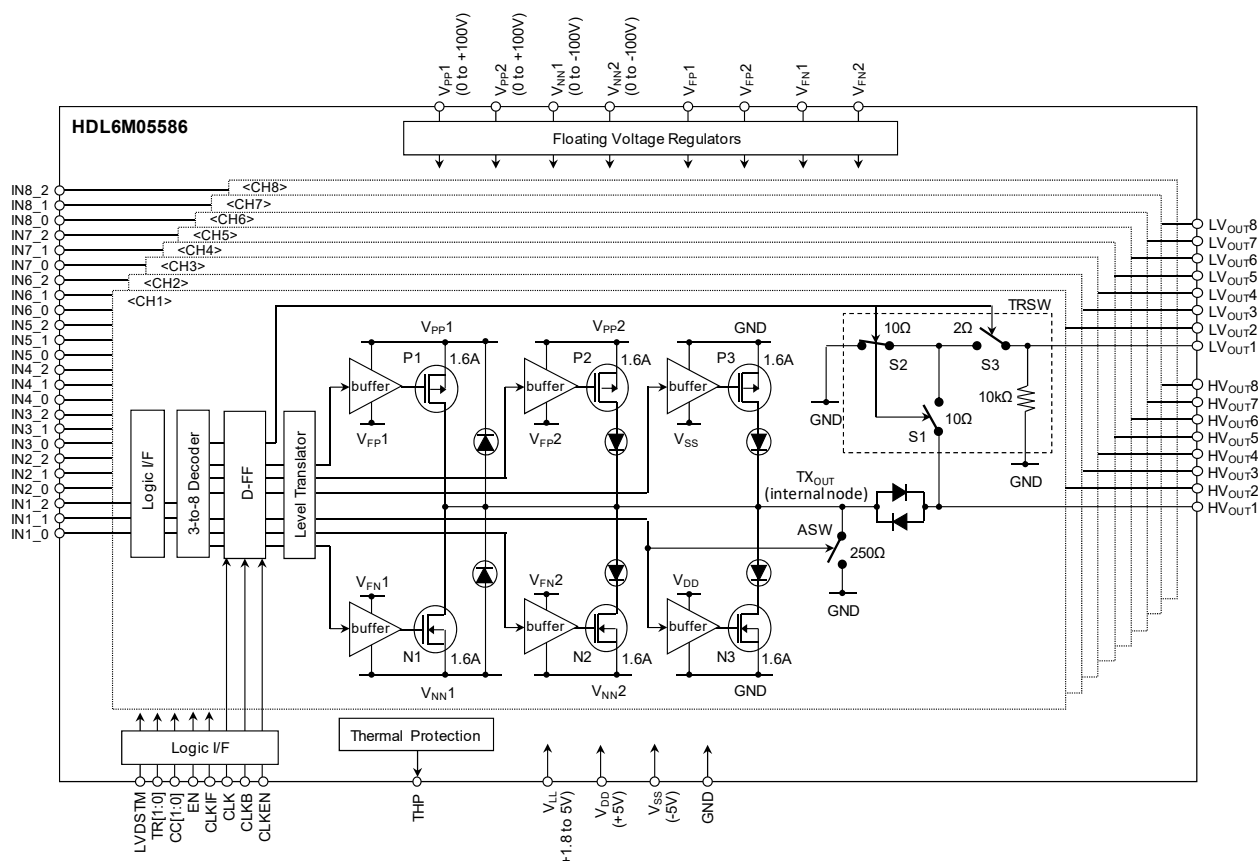 VPP1
(0 to +100V)
VPP2
(0 to +100V)
VNN1
(0 to -100V)
VNN2
(0 to -100V)
VFP1
VFP2
VFN1
VFN2
HDL6M05586
Floating Voltage Regulators
IN8_2
IN8_1
IN8_0
IN7_2
IN7_1
IN7_0
IN6_2
IN6_1
IN6_0
IN5_2
IN5_1
IN5_0
IN4_2
IN4_1
IN4_0
IN3_2
IN3_1
IN3_0
IN2_2
IN2_1
IN2_0
IN1_2
IN1_1
IN1_0
<CH8>
<CH7>
<CH6>
<CH5>
<CH4>
<CH3>
<CH2>
<CH1>
Logic I/F
3-to-8 Decoder
D-FF
Level Translator
VPP1
P1
1.6A
buffer
VFP1
VPP2
P2
1.6A
buffer
VFP2
GND
P3
1.6A
buffer
VSS
VFN1
buffer
N1
1.6A
VNN1
VFN2
buffer
N2
1.6A
VNN2
VDD
buffer
N3
1.6A
GND
TRSW
10Ω
S2
2Ω
S3
GND
10Ω
S1
10kΩ
GND
TXOUT
(internal node)
ASW
250Ω
GND
LVOUT8
LVOUT7
LVOUT6
LVOUT5
LVOUT4
LVOUT3
LVOUT2
LVOUT1
HVOUT8
HVOUT7
HVOUT6
HVOUT5
HVOUT4
HVOUT3
HVOUT2
HVOUT1
Logic I/F
Thermal Protection
LVDSTM
TR[1:0]
CC[1:0]
EN
CLKIF
CLK
CLKB
CLKEN
THP
VLL
+1.8 to 5V)
VDD
(+5V)
VSS
(-5V)
GND